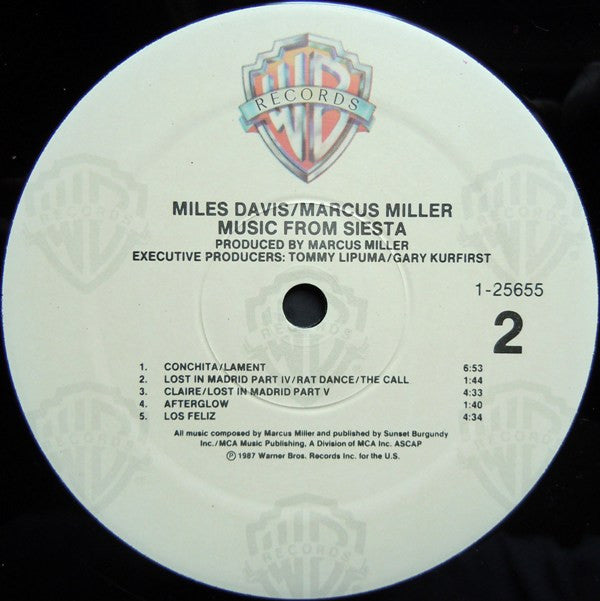 WB
RECORDS
MILES DAVIS/MARCUS MILLER
MUSIC FROM SIESTA
PRODUCED BY MARCUS MILLER
EXECUTIVE PRODUCERS: TOMMY LIPUMA/GARY KURFIRST
1-25655
2
1. CONCHITA/LAMENT 6:53
2. LOST IN MADRID PART IV/RAT DANCE/THE CALL 1:44
3. CLAIRE/LOST IN MADRID PART V 4:33
4. AFTERGLOW 1:40
5. LOS FELIZ 4:34
All music composed by Marcus Miller and published by Sunset Burgundy
Inc./MCA Music Publishing, A Division of MCA Inc. ASCAP
℗ 1987 Warner Bros. Records Inc. for the U.S.